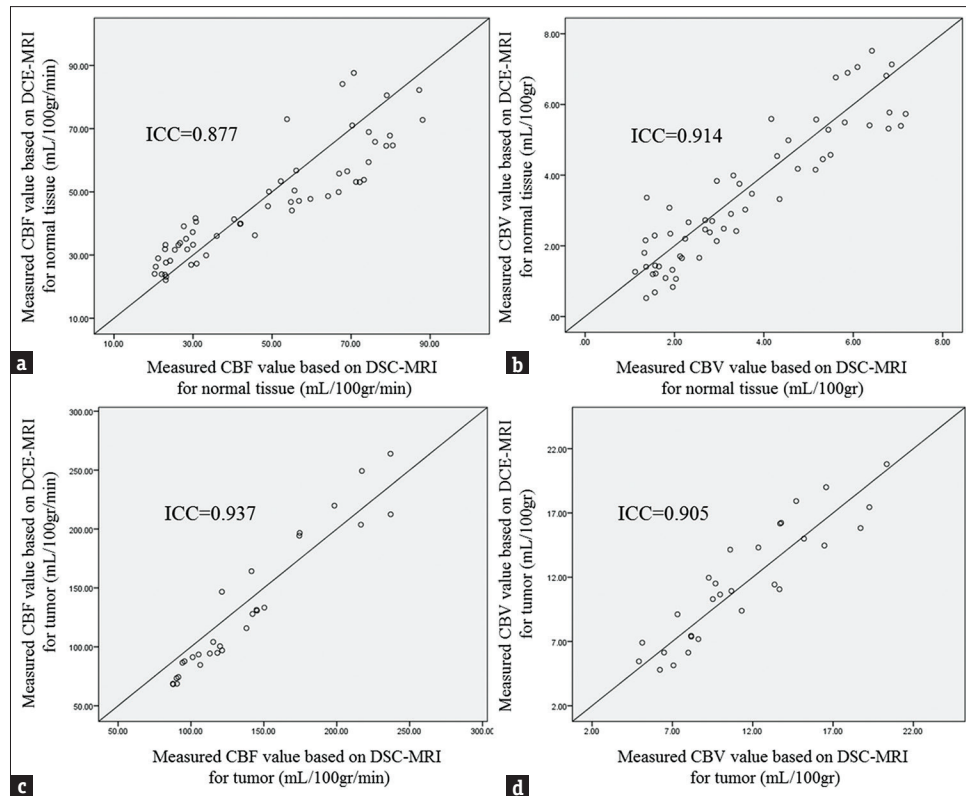 Measured CBF value based on DCE-MRI
for normal tissue (mL/100gr/min)
90.00
70.00
50.00
30.00
10.00
ICC=0.877
10.00 30.00 50.00 70.00 90.00
Measured CBF value based on DSC-MRI
for normal tissue (mL/100gr/min)
a
Measured CBV value based on DCE-MRI
for normal tissue (mL/100gr)
8.00
6.00
4.00
2.00
.00
ICC=0.914
.00 2.00 4.00 6.00 8.00
Measured CBV value based on DSC-MRI
for normal tissue (mL/100gr)
b
Measured CBF value based on DCE-MRI
for tumor (mL/100gr/min)
300.00
250.00
200.00
150.00
100.00
50.00
ICC=0.937
50.00 100.00 150.00 200.00 250.00 300.00
Measured CBF value based on DSC-MRI
for tumor (mL/100gr/min)
c
Measured CBV value based on DCE-MRI
for tumor (mL/100gr)
22.00
17.00
12.00
7.00
2.00
ICC=0.905
2.00 7.00 12.00 17.00 22.00
Measured CBV value based on DSC-MRI
for tumor (mL/100gr)
d